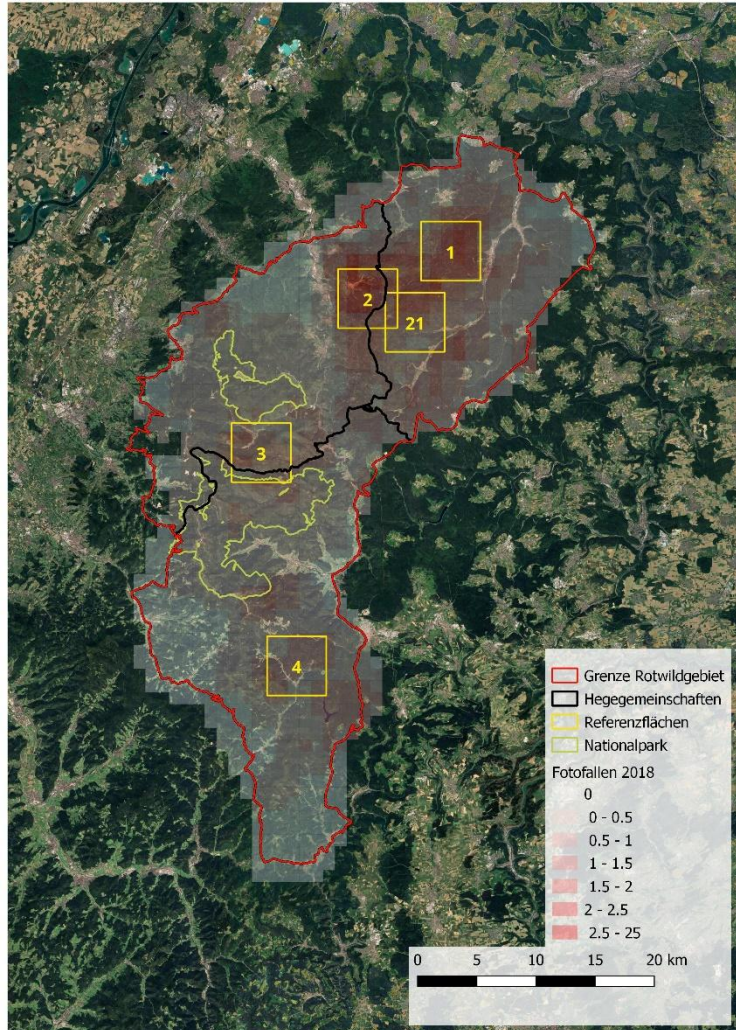 1
2
21
3
4
Grenze Rotwildgebiet
Hegegemeinschaften
Referenzflächen
Nationalpark
Fotofallen 2018
0
0 - 0.5
0.5 - 1
1 - 1.5
1.5 - 2
2 - 2.5
2.5 - 25
0 5 10 15 20 km